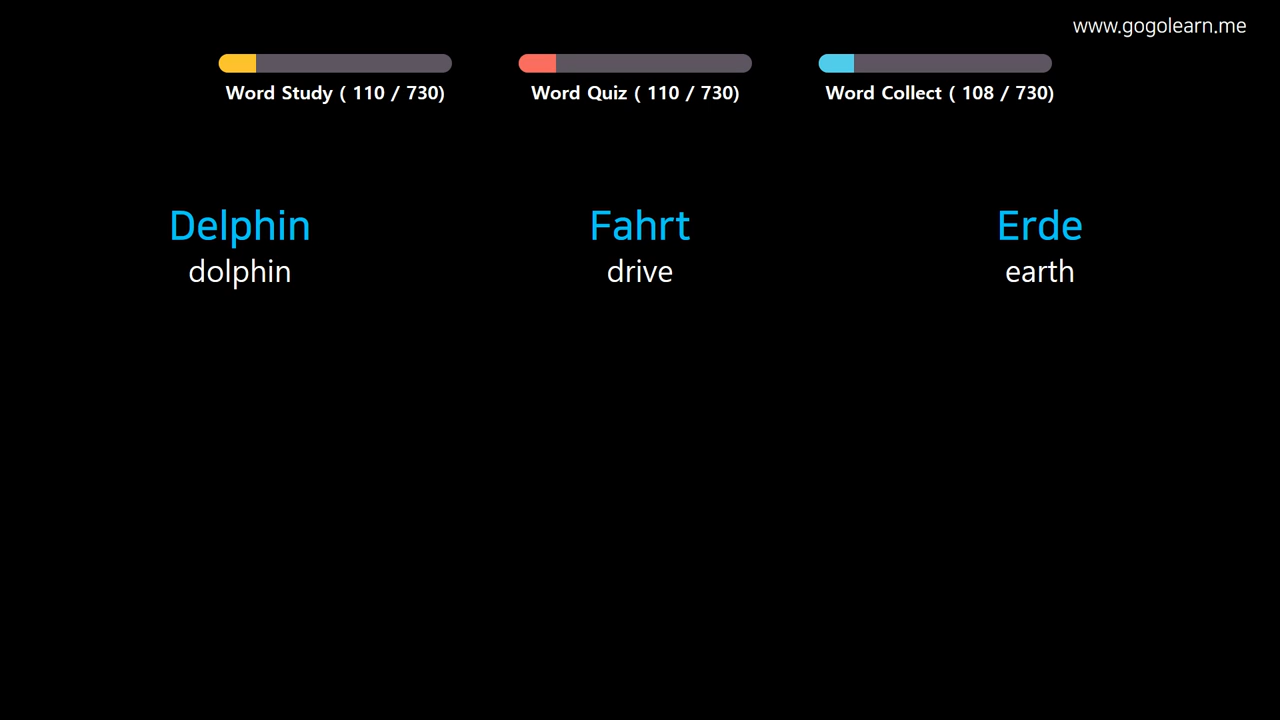 www.gogolearn.me
Word Study ( 110 / 730)
Word Quiz ( 110 / 730)
Word Collect ( 108 / 730)
Delphin
dolphin
Fahrt
drive
Erde
earth